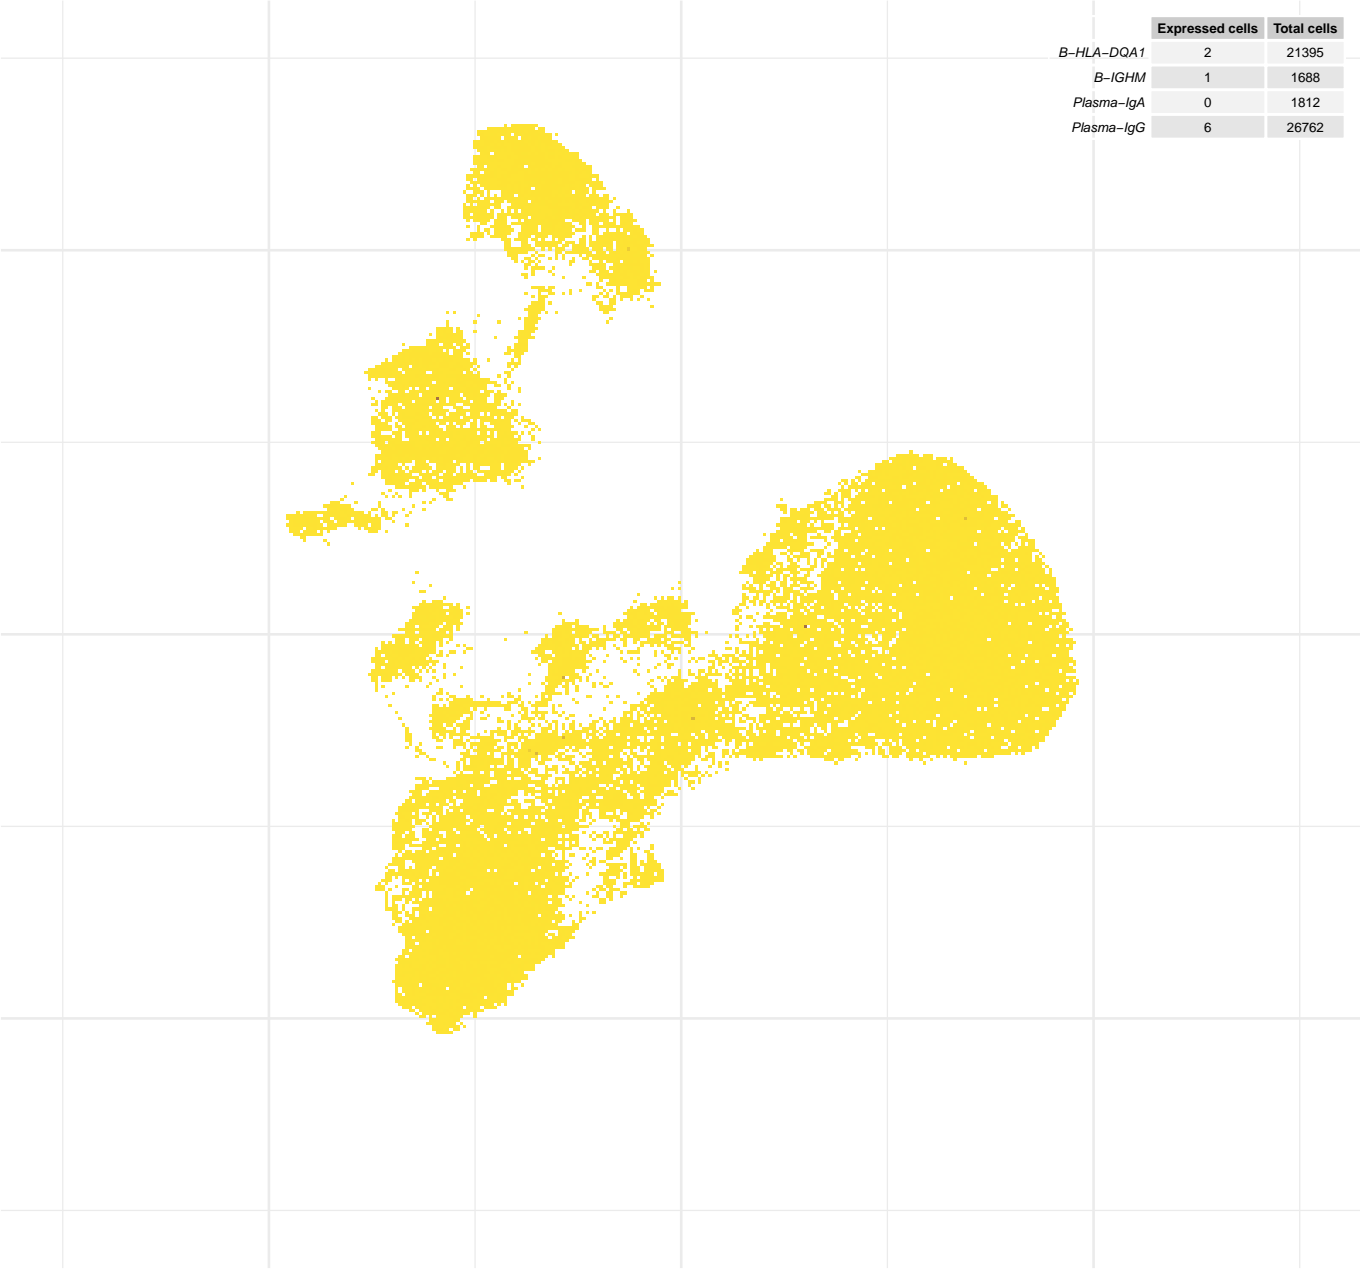 Expressed cells Total cells
B−HLA−DQA1 2 21395
B−IGHM 1 1688
Plasma−IgA 0 1812
Plasma−IgG 6 26762